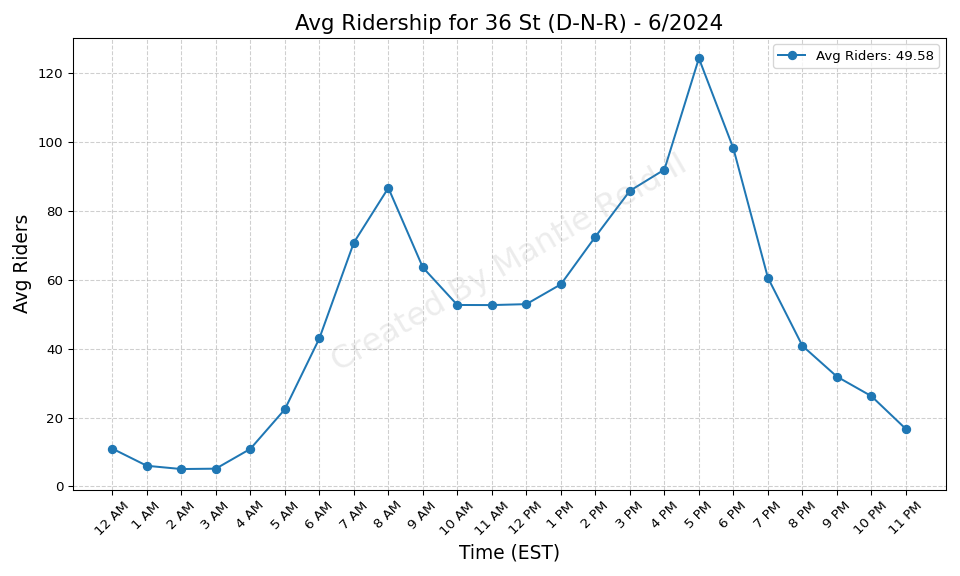 Avg Ridership for 36 St (D-N-R) - 6/2024
Avg Riders: 49.58
Avg Riders
120
100
80
60
40
20
0
12 AM 1 AM 2 AM 3 AM 4 AM 5 AM 6 AM 7 AM 8 AM 9 AM 10 AM 11 AM 12 PM 1 PM 2 PM 3 PM 4 PM 5 PM 6 PM 7 PM 8 PM 9 PM 10 PM 11 PM
Time (EST)
Created By Mantle